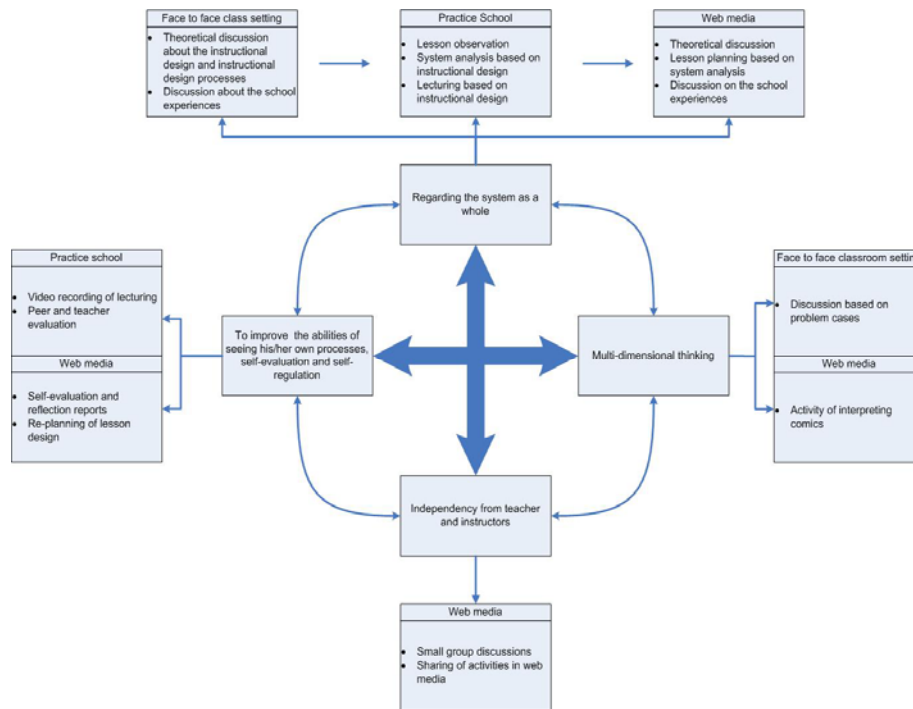 Face to face class setting
• Theoretical discussion
about the instructional
design and instructional
design processes
• Discussion about the school
experiences
Practice School
• Lesson observation
• System analysis based on
instructional design
• Lecturing based on
instructional design
Web media
• Theoretical discussion
• Lesson planning based on
system analysis
• Discussion on the school
experiences
Regarding the system as a
whole
Practice school
• Video recording of lecturing
• Peer and teacher
evaluation
Web media
• Self-evaluation and
reflection reports
• Re-planning of lesson
design
To improve the abilities of
seeing his/her own processes,
self-evaluation and self-
regulation
Multi-dimensional thinking
Face to face classroom setting
• Discussion based on
problem cases
Web media
• Activity of interpreting
comics
Independency from teacher
and instructors
Web media
• Small group discussions
• Sharing of activities in web
media